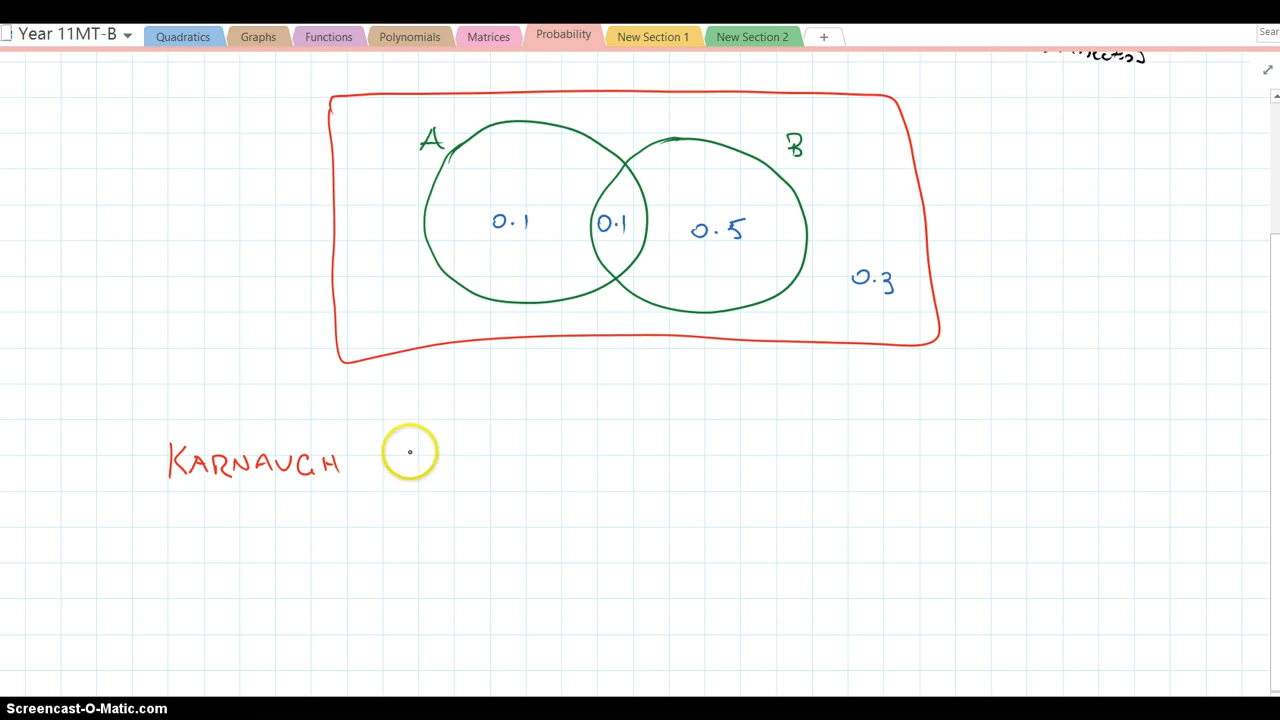 Year 11MT-B
Quadratics
Graphs
Functions
Polynomials
Matrices
Probability
New Section 1
New Section 2
+
Sear
A
B
0.1
0.1
0.5
0.3
KARNAUGH
Screencast-O-Matic.com